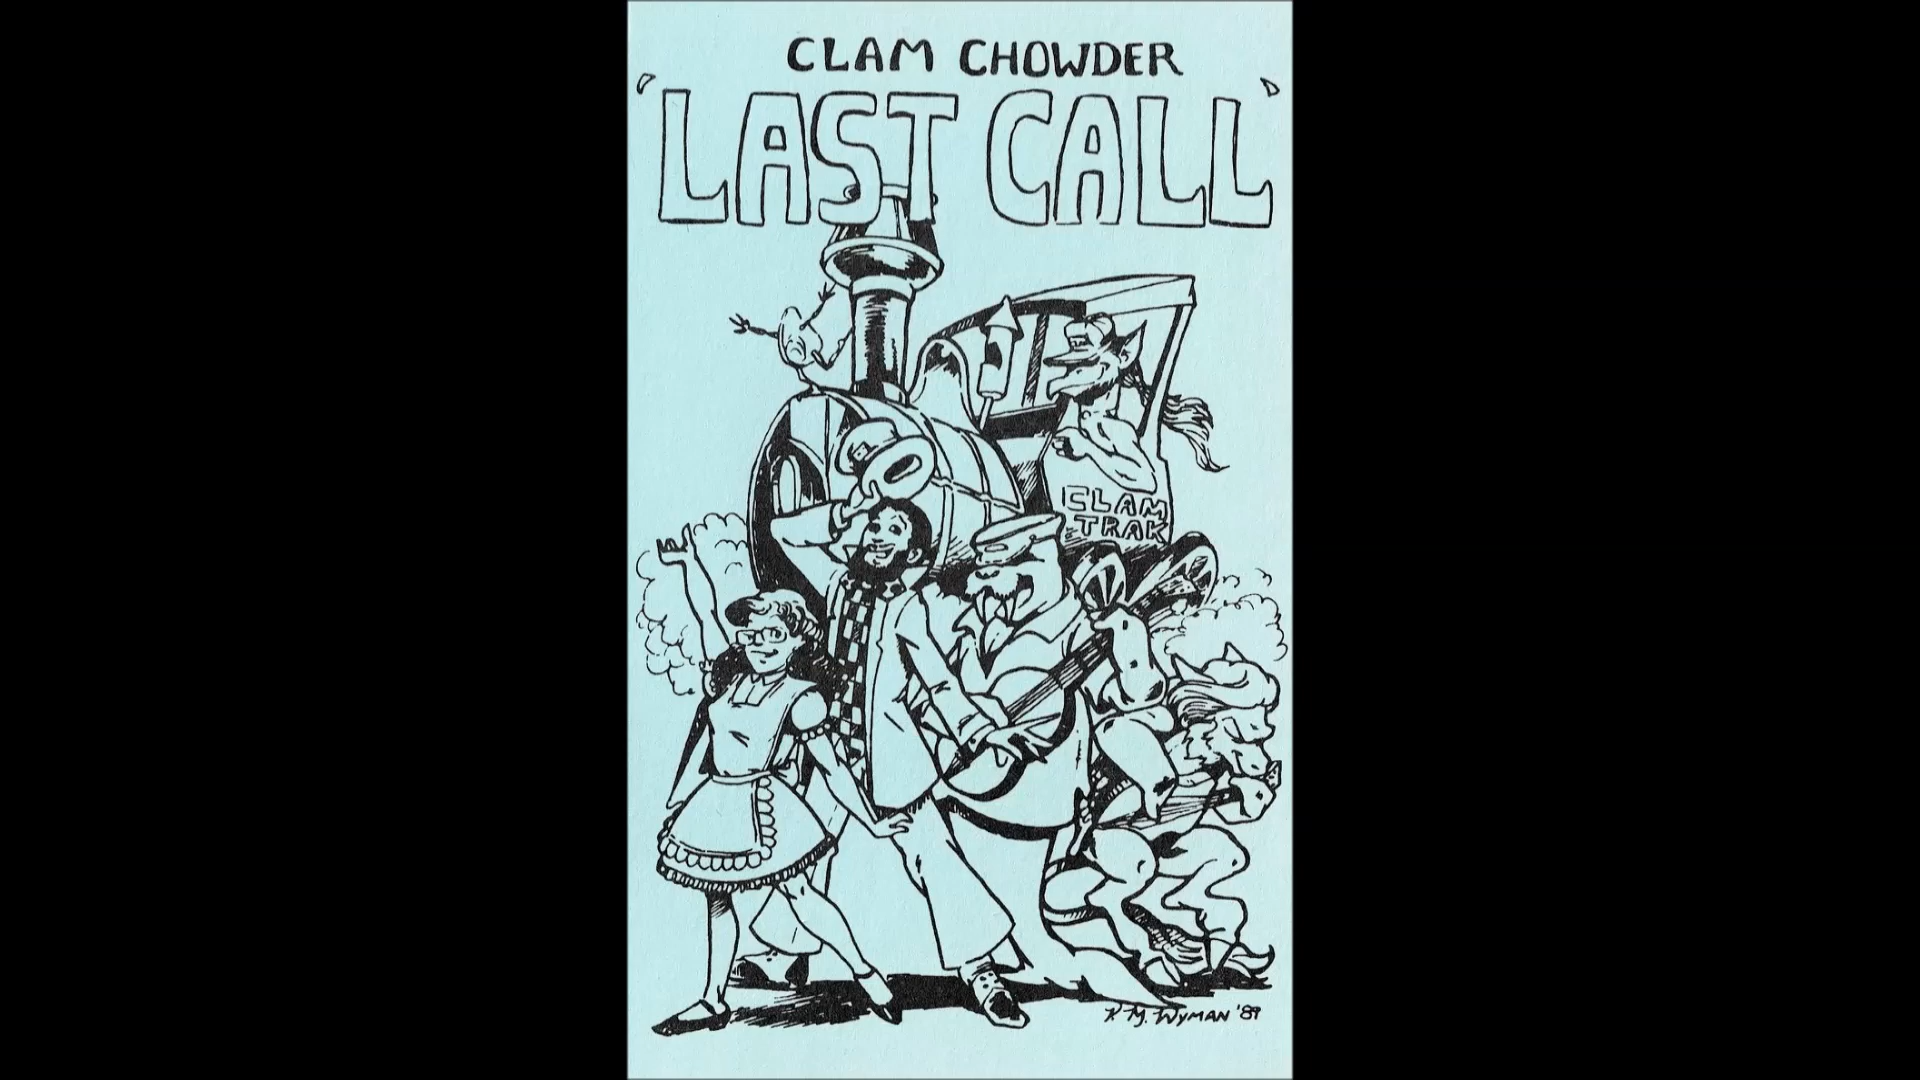 CLAM CHOWDER
'LAST CALL'
CLAM
TRAK
K. M. WYMAN '89